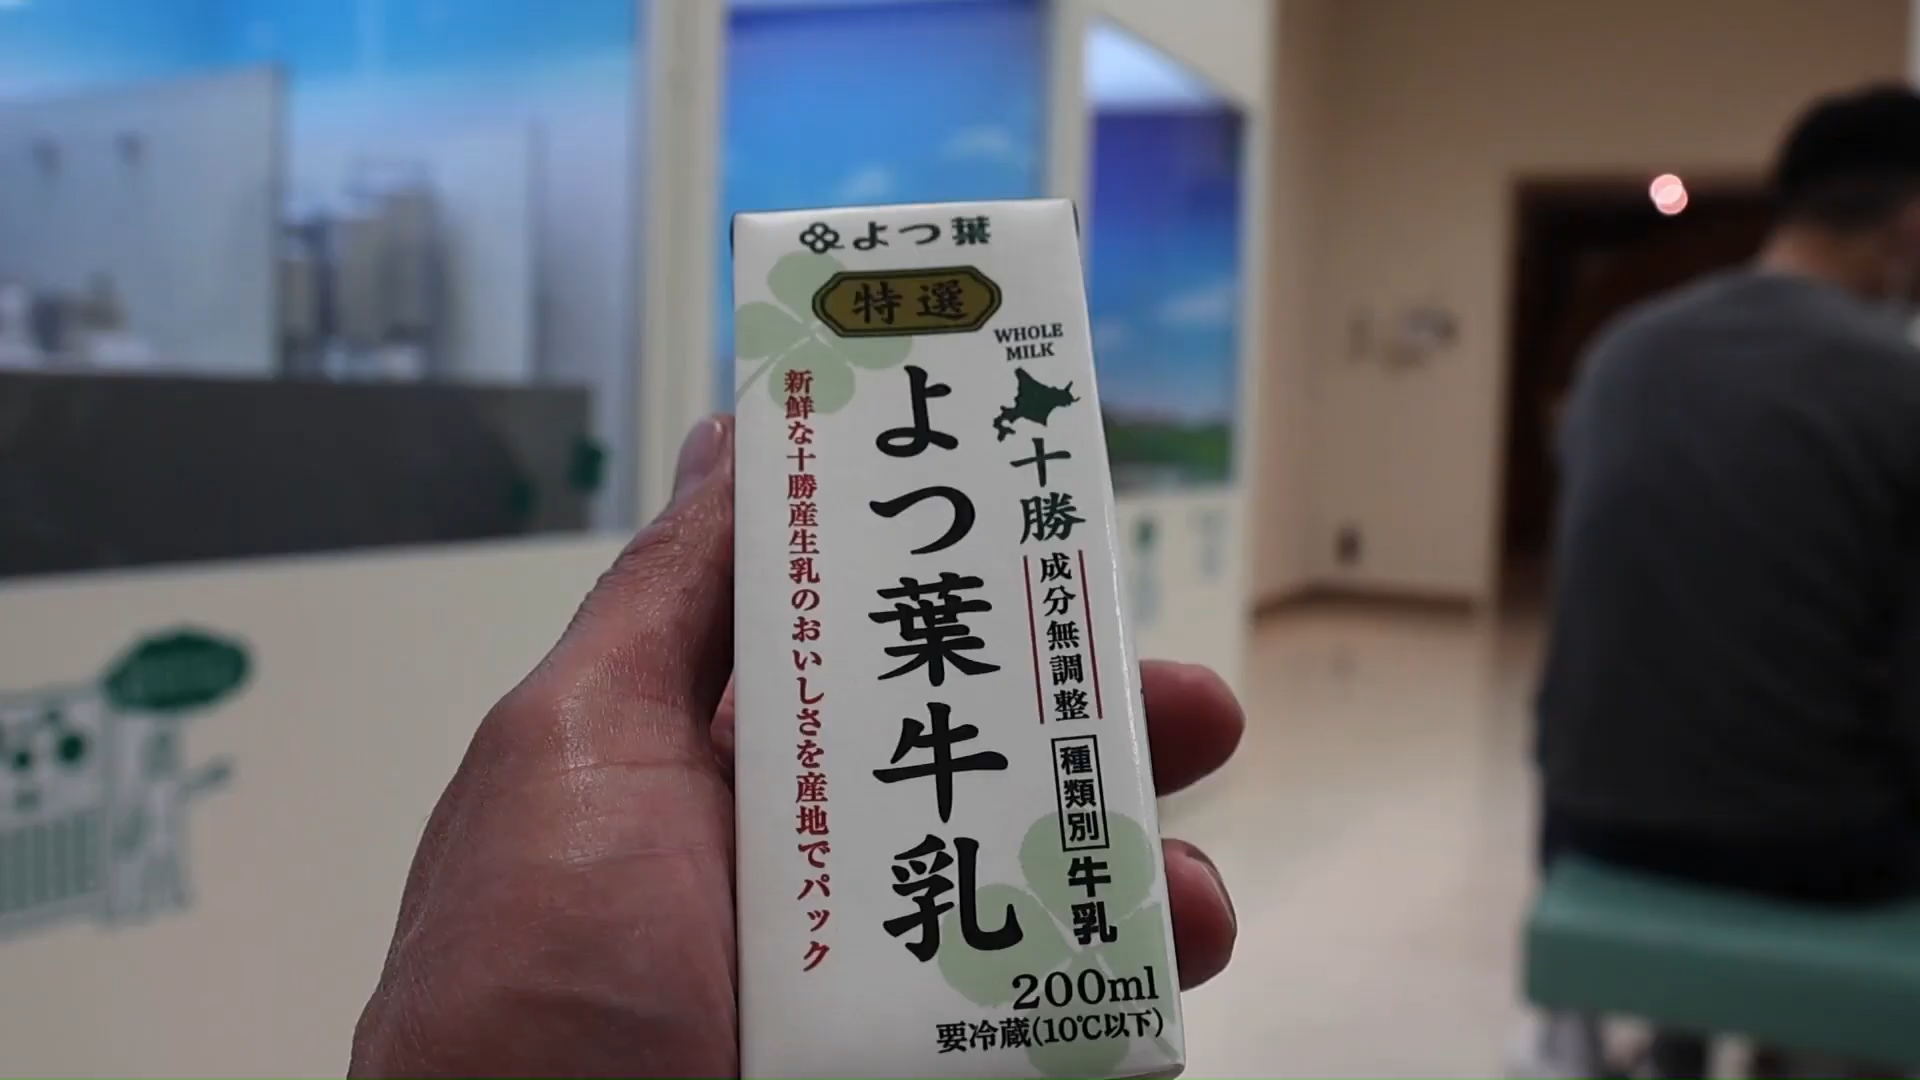 よつ葉
特選
WHOLE
MILK
十勝
成分無調整
種類別
牛乳
よつ葉牛乳
新鮮な十勝産生乳のおいしさを産地でパック
200ml
要冷蔵(10℃以下)